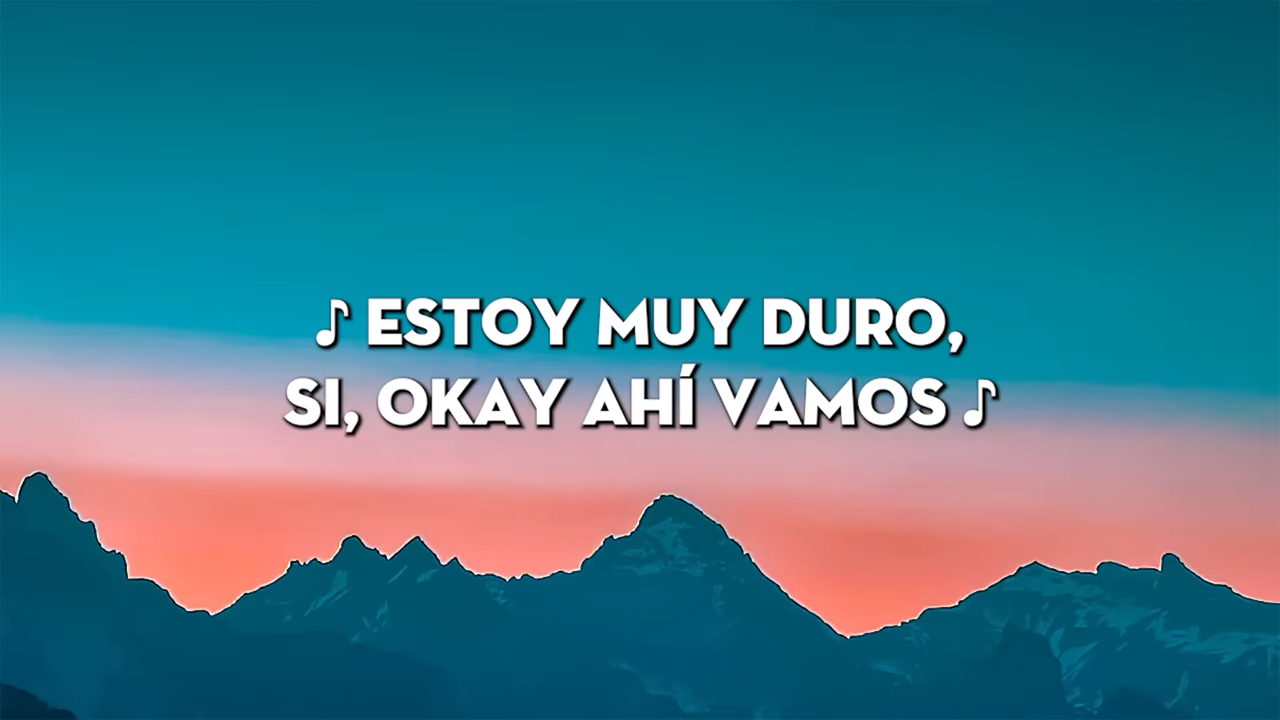 ♪ ESTOY MUY DURO,
SI, OKAY AHÍ VAMOS ♪